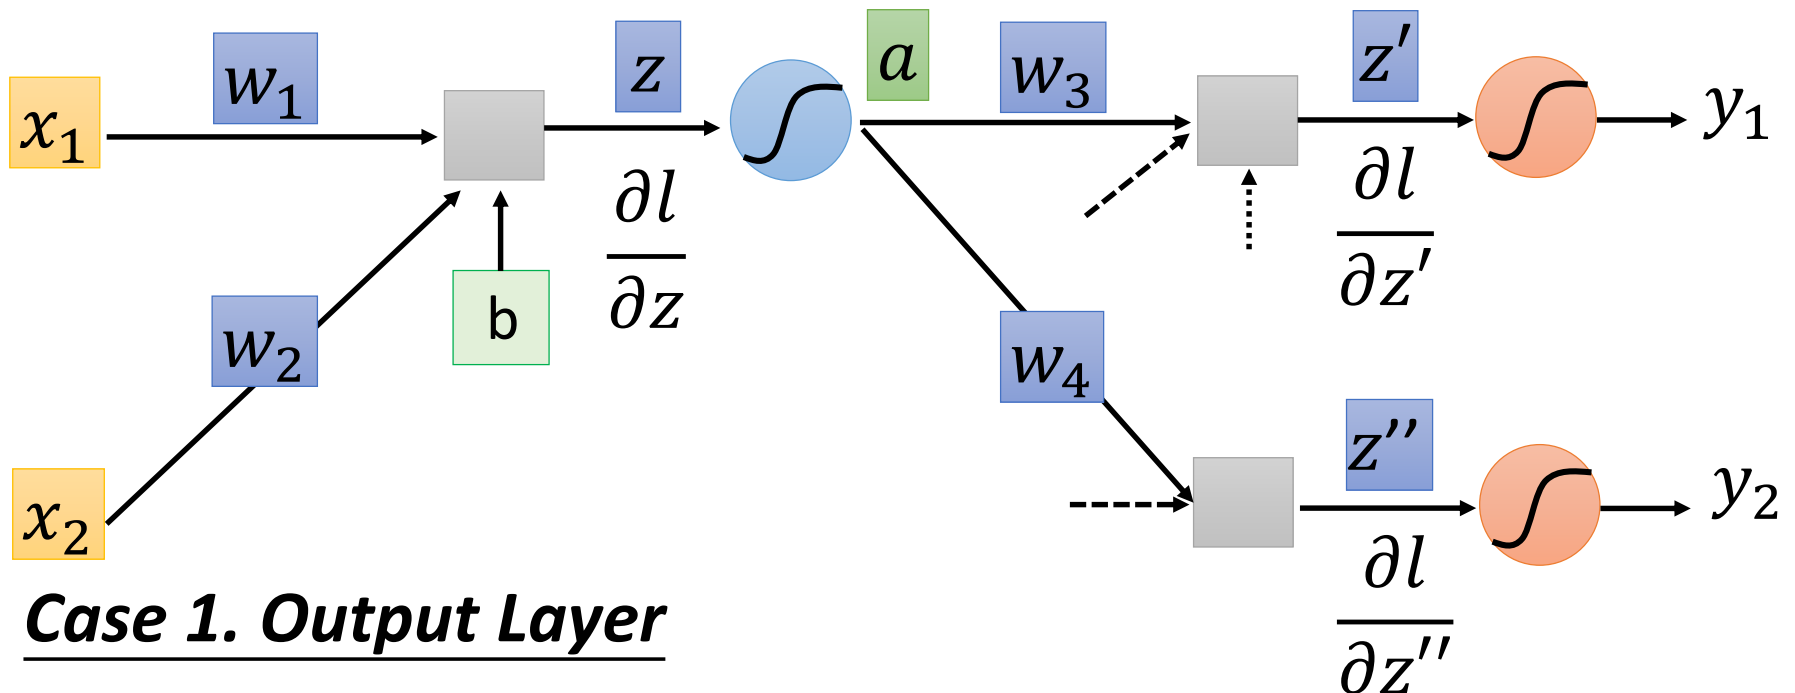 x₁
w₁
z
a
w₃
z′
y₁
∂l
∂z
∂l
∂z′
w₂
b
w₄
z′′
y₂
x₂
∂l
∂z′′
Case 1. Output Layer